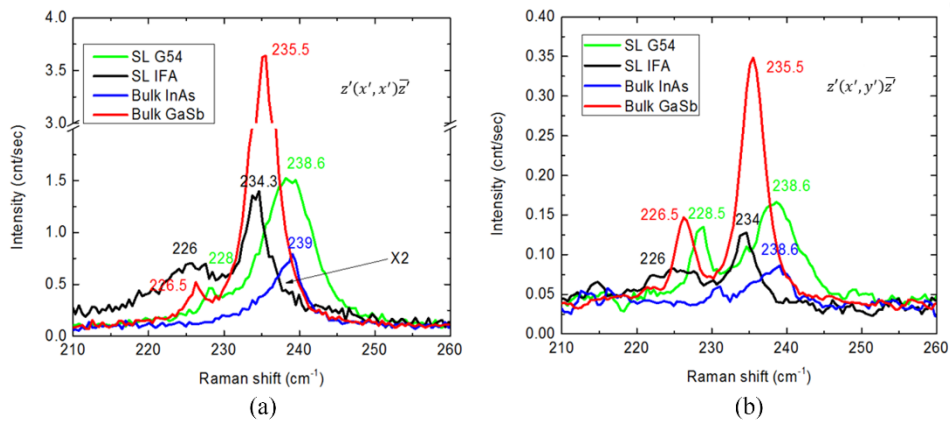 4.0
3.5
3.0
1.5
1.0
0.5
0.0
210 220 230 240 250 260
Intensity (cnt/sec)
Raman shift (cm⁻¹)
SL G54
SL IFA
Bulk InAs
Bulk GaSb
235.5
z′(x′, x′)z̅′
238.6
234.3
239
226
228
226.5
X2
(a)
0.40
0.35
0.30
0.25
0.20
0.15
0.10
0.05
0.00
210 220 230 240 250 260
Intensity (cnt/sec)
Raman shift (cm⁻¹)
SL G54
SL IFA
Bulk InAs
Bulk GaSb
235.5
z′(x′, y′)z̅′
238.6
226.5
228.5
234
226
238.6
(b)